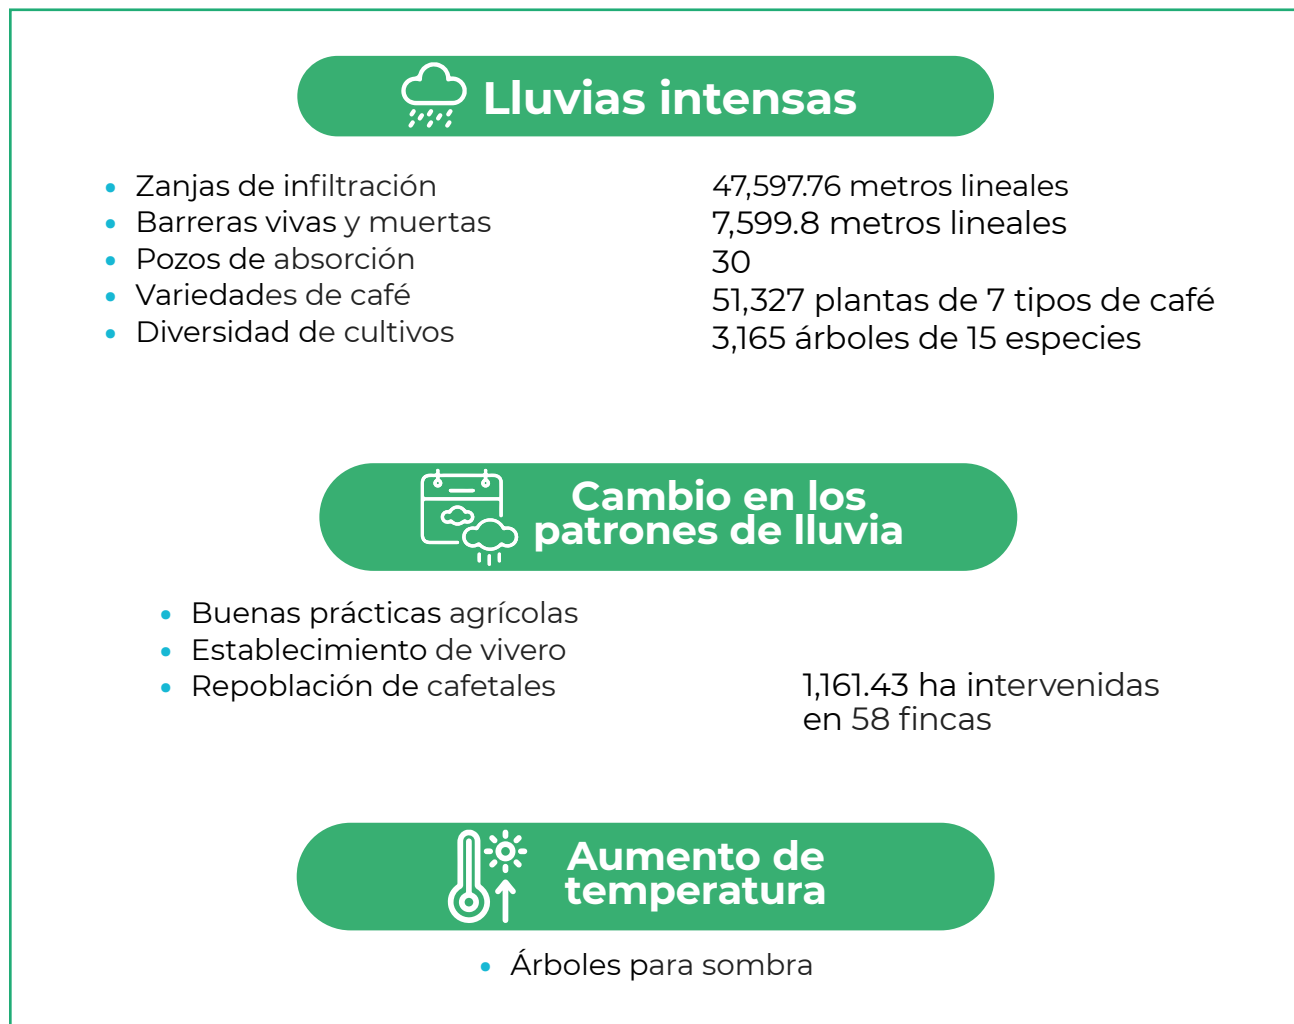 Lluvias intensas
Zanjas de infiltración 47,597.76 metros lineales
Barreras vivas y muertas 7,599.8 metros lineales
Pozos de absorción 30
Variedades de café 51,327 plantas de 7 tipos de café
Diversidad de cultivos 3,165 árboles de 15 especies
Cambio en los
patrones de lluvia
Buenas prácticas agrícolas
Establecimiento de vivero
Repoblación de cafetales 1,161.43 ha intervenidas
en 58 fincas
Aumento de
temperatura
Árboles para sombra